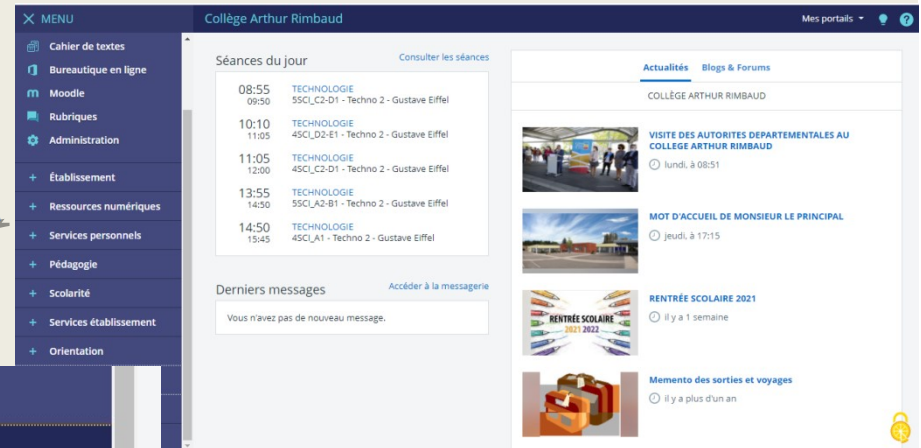 MENU
Collège Arthur Rimbaud
Mes portails
Cahier de textes
Bureautique en ligne
Moodle
Rubriques
Administration
+ Établissement
+ Ressources numériques
+ Services personnels
+ Pédagogie
+ Scolarité
+ Services établissement
+ Orientation
Séances du jour
Consulter les séances
08:55 TECHNOLOGIE
09:50 5SCI_C2-D1 - Techno 2 - Gustave Eiffel
10:10 TECHNOLOGIE
11:05 4SCI_D2-E1 - Techno 2 - Gustave Eiffel
11:05 TECHNOLOGIE
12:00 4SCI_C2-D1 - Techno 2 - Gustave Eiffel
13:55 TECHNOLOGIE
14:50 5SCI_A2-B1 - Techno 2 - Gustave Eiffel
14:50 TECHNOLOGIE
15:45 4SCI_A1 - Techno 2 - Gustave Eiffel
Derniers messages
Accéder à la messagerie
Vous n'avez pas de nouveau message.
Actualités Blogs & Forums
COLLÈGE ARTHUR RIMBAUD
VISITE DES AUTORITES DEPARTEMENTALES AU
COLLEGE ARTHUR RIMBAUD
lundi, à 08:51
MOT D'ACCUEIL DE MONSIEUR LE PRINCIPAL
jeudi, à 17:15
RENTRÉE SCOLAIRE
2021 2022
RENTRÉE SCOLAIRE 2021
il y a 1 semaine
Memento des sorties et voyages
il y a plus d'un an